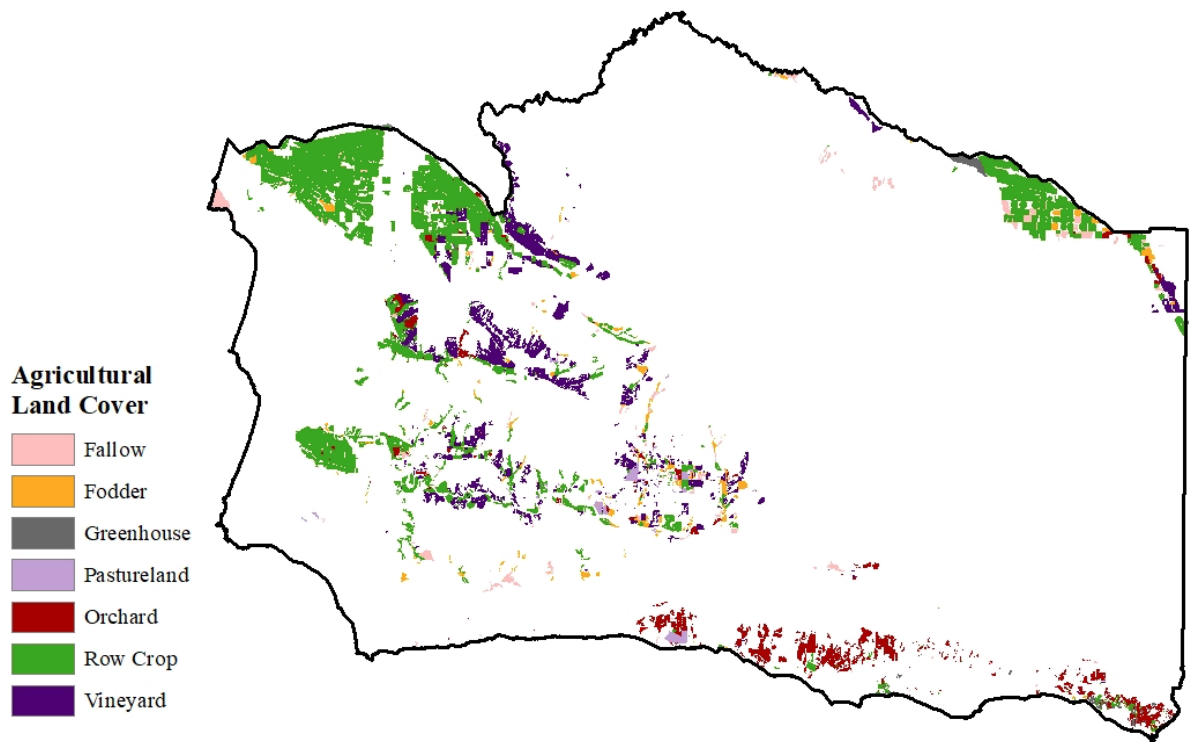 Agricultural
Land Cover
Fallow
Fodder
Greenhouse
Pastureland
Orchard
Row Crop
Vineyard